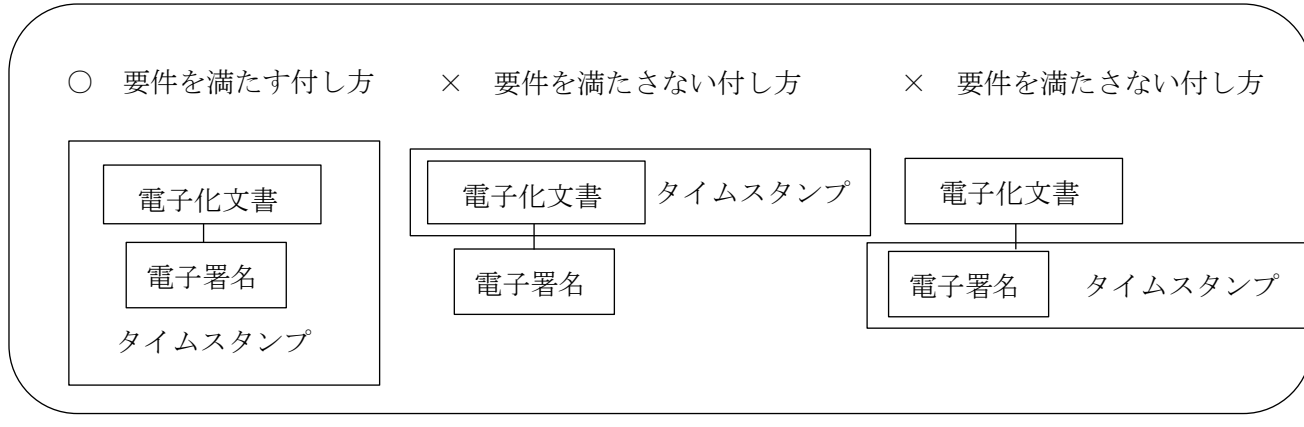 ○ 要件を満たす付し方
× 要件を満たさない付し方
× 要件を満たさない付し方
電子化文書
電子署名
タイムスタンプ
電子化文書
タイムスタンプ
電子署名
電子化文書
電子署名
タイムスタンプ